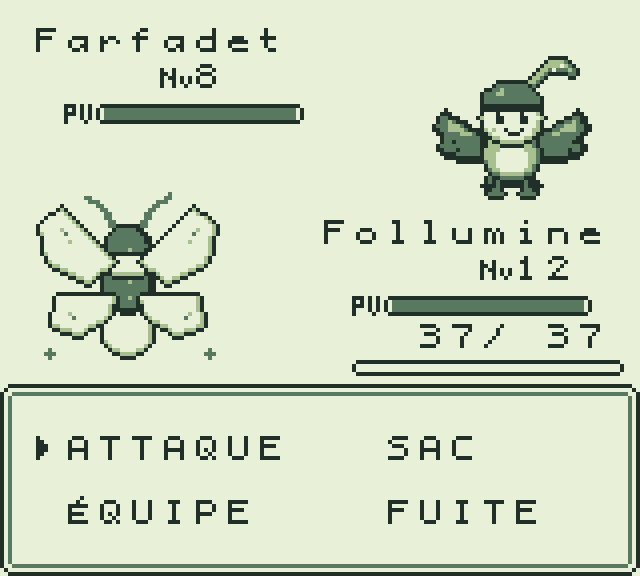 Farfadet
Nv8
PV
Follumine
Nv12
PV
37/ 37
ATTAQUE SAC
ÉQUIPE FUITE